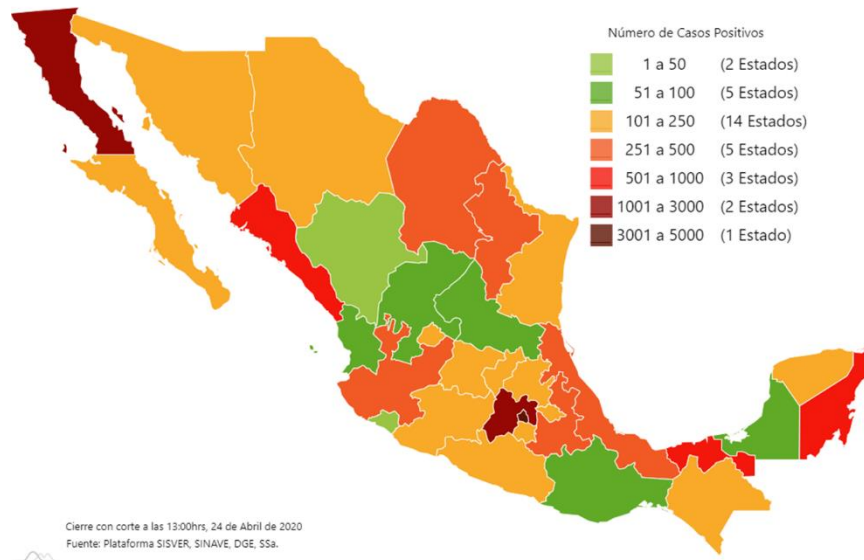 Número de Casos Positivos
1 a 50 (2 Estados)
51 a 100 (5 Estados)
101 a 250 (14 Estados)
251 a 500 (5 Estados)
501 a 1000 (3 Estados)
1001 a 3000 (2 Estados)
3001 a 5000 (1 Estado)
Cierre con corte a las 13:00hrs, 24 de Abril de 2020
Fuente: Plataforma SISVER, SINAVE, DGE, SSa.